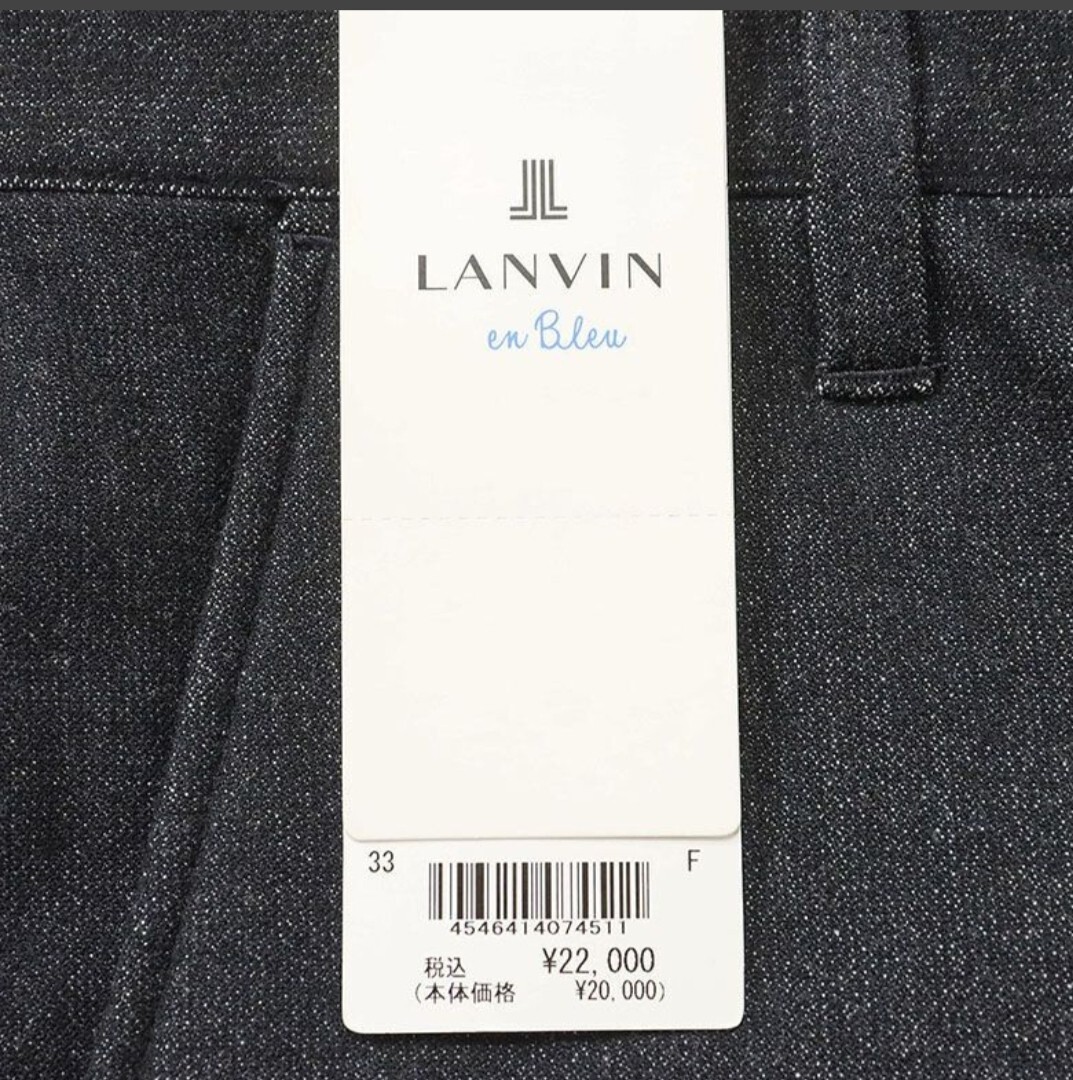 LANVIN
en Bleu
33 F
4546414074511
税込 ¥22,000
(本体価格 ¥20,000)